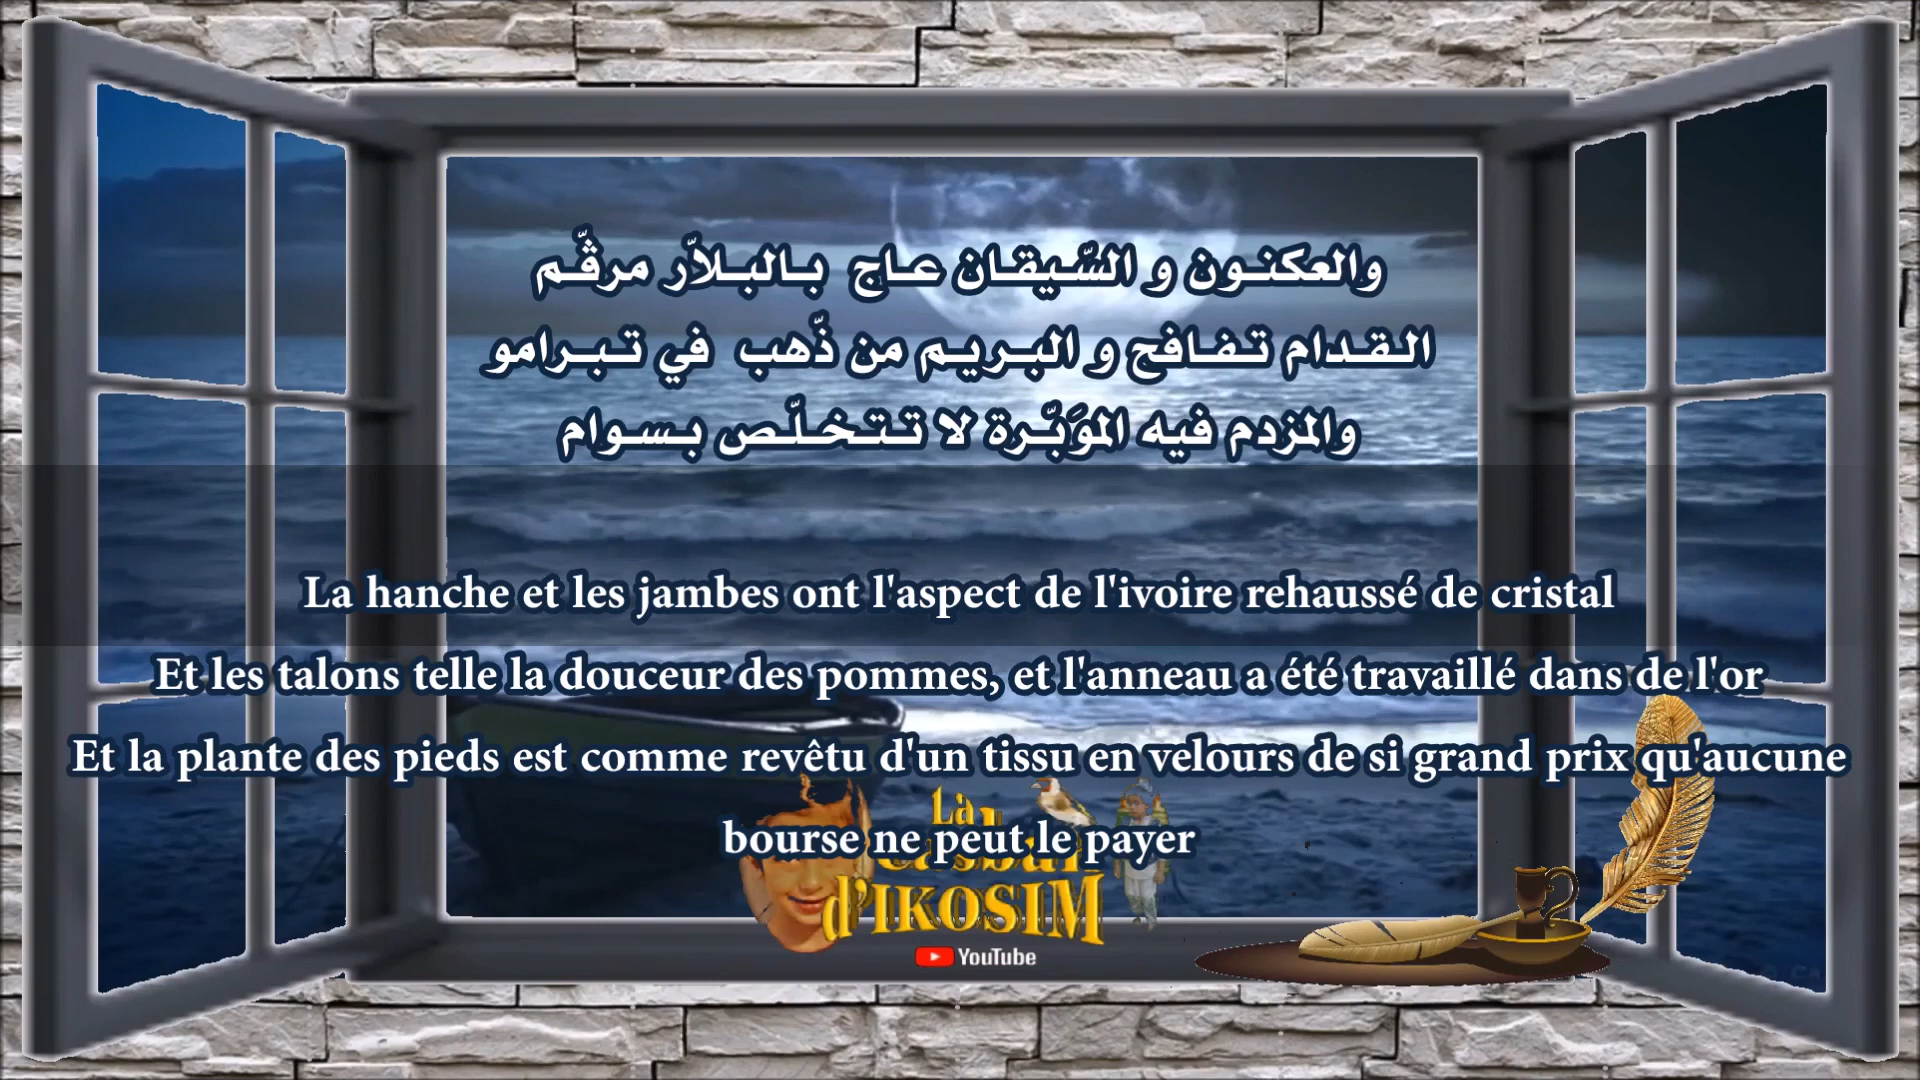 والعكنون و السّيقان عاج بالبلاّر مرقّم
القدام تفافح و البريم من ذّهب في تبرامو
والمزدم فيه الموَبّرة لا تتخلّص بسوام
La hanche et les jambes ont l'aspect de l'ivoire rehaussé de cristal
Et les talons telle la douceur des pommes, et l'anneau a été travaillé dans de l'or
Et la plante des pieds est comme revêtu d'un tissu en velours de si grand prix qu'aucune
bourse ne peut le payer
La
Casbah
d'IKOSIM
YouTube